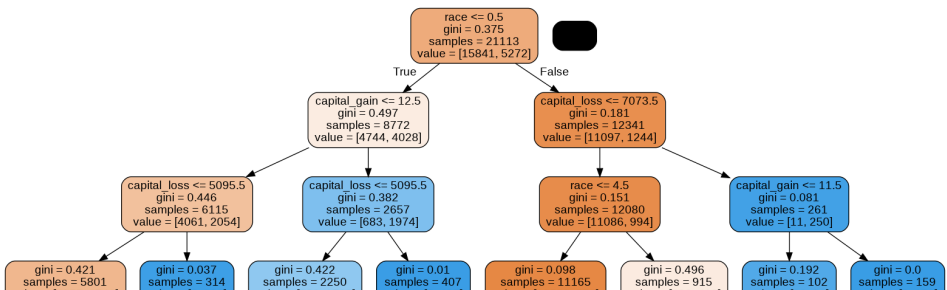 race <= 0.5
gini = 0.375
samples = 21113
value = [15841, 5272]
True
False
capital_gain <= 12.5
gini = 0.497
samples = 8772
value = [4744, 4028]
capital_loss <= 7073.5
gini = 0.181
samples = 12341
value = [11097, 1244]
capital_loss <= 5095.5
gini = 0.446
samples = 6115
value = [4061, 2054]
capital_loss <= 5095.5
gini = 0.382
samples = 2657
value = [683, 1974]
race <= 4.5
gini = 0.151
samples = 12080
value = [11086, 994]
capital_gain <= 11.5
gini = 0.081
samples = 261
value = [11, 250]
gini = 0.421
samples = 5801
gini = 0.037
samples = 314
gini = 0.422
samples = 2250
gini = 0.01
samples = 407
gini = 0.098
samples = 11165
gini = 0.496
samples = 915
gini = 0.192
samples = 102
gini = 0.0
samples = 159